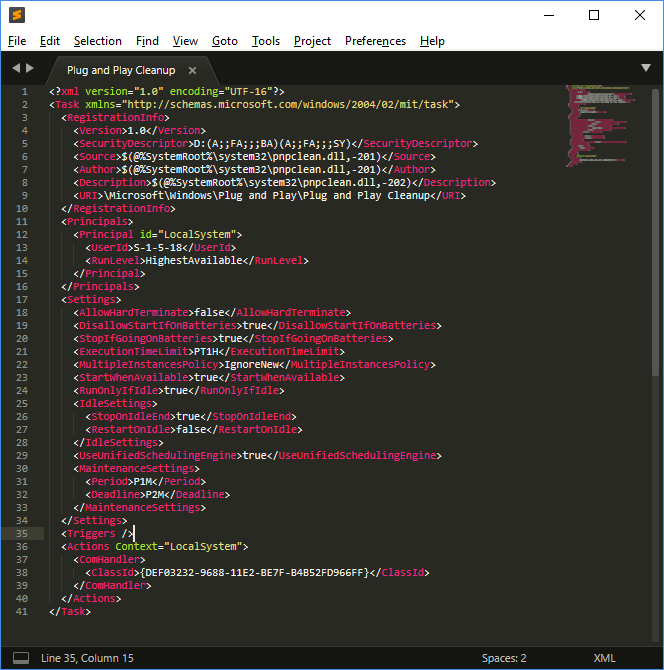 File Edit Selection Find View Goto Tools Project Preferences Help
Plug and Play Cleanup
1 <?xml version="1.0" encoding="UTF-16"?>
2 <Task xmlns="http://schemas.microsoft.com/windows/2004/02/mit/task">
3 <RegistrationInfo>
4 <Version>1.0</Version>
5 <SecurityDescriptor>D:(A;;FA;;;BA)(A;;FA;;;SY)</SecurityDescriptor>
6 <Source>$(@%SystemRoot%\system32\pnpclean.dll,-201)</Source>
7 <Author>$(@%SystemRoot%\system32\pnpclean.dll,-201)</Author>
8 <Description>$(@%SystemRoot%\system32\pnpclean.dll,-202)</Description>
9 <URI>\Microsoft\Windows\Plug and Play\Plug and Play Cleanup</URI>
10 </RegistrationInfo>
11 <Principals>
12 <Principal id="LocalSystem">
13 <UserId>S-1-5-18</UserId>
14 <RunLevel>HighestAvailable</RunLevel>
15 </Principal>
16 </Principals>
17 <Settings>
18 <AllowHardTerminate>false</AllowHardTerminate>
19 <DisallowStartIfOnBatteries>true</DisallowStartIfOnBatteries>
20 <StopIfGoingOnBatteries>true</StopIfGoingOnBatteries>
21 <ExecutionTimeLimit>PT1H</ExecutionTimeLimit>
22 <MultipleInstancesPolicy>IgnoreNew</MultipleInstancesPolicy>
23 <StartWhenAvailable>true</StartWhenAvailable>
24 <RunOnlyIfIdle>true</RunOnlyIfIdle>
25 <IdleSettings>
26 <StopOnIdleEnd>true</StopOnIdleEnd>
27 <RestartOnIdle>false</RestartOnIdle>
28 </IdleSettings>
29 <UseUnifiedSchedulingEngine>true</UseUnifiedSchedulingEngine>
30 <MaintenanceSettings>
31 <Period>P1M</Period>
32 <Deadline>P2M</Deadline>
33 </MaintenanceSettings>
34 </Settings>
35 <Triggers />
36 <Actions Context="LocalSystem">
37 <ComHandler>
38 <ClassId>{DEF03232-9688-11E2-BE7F-B4B52FD966FF}</ClassId>
39 </ComHandler>
40 </Actions>
41 </Task>
Line 35, Column 15 Spaces: 2 XML